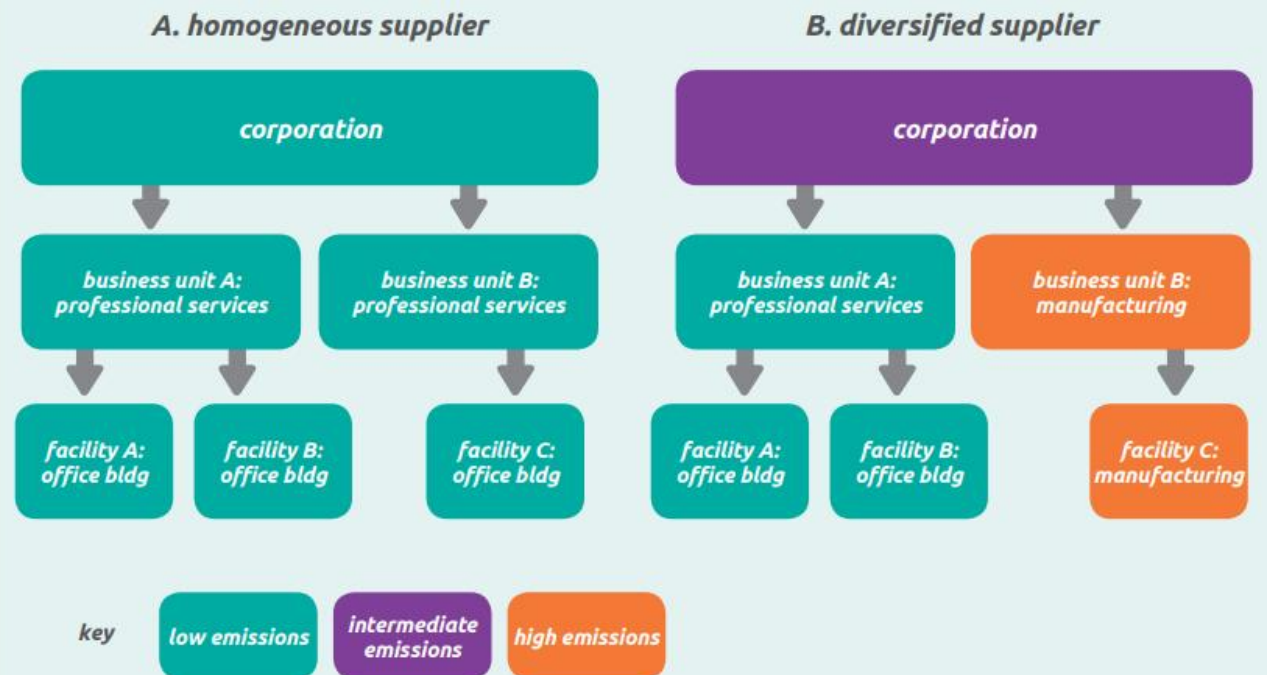 A. homogeneous supplier
B. diversified supplier
corporation
corporation
business unit A:
professional services
business unit B:
professional services
business unit A:
professional services
business unit B:
manufacturing
facility A:
office bldg
facility B:
office bldg
facility C:
office bldg
facility A:
office bldg
facility B:
office bldg
facility C:
manufacturing
key
low emissions
intermediate
emissions
high emissions